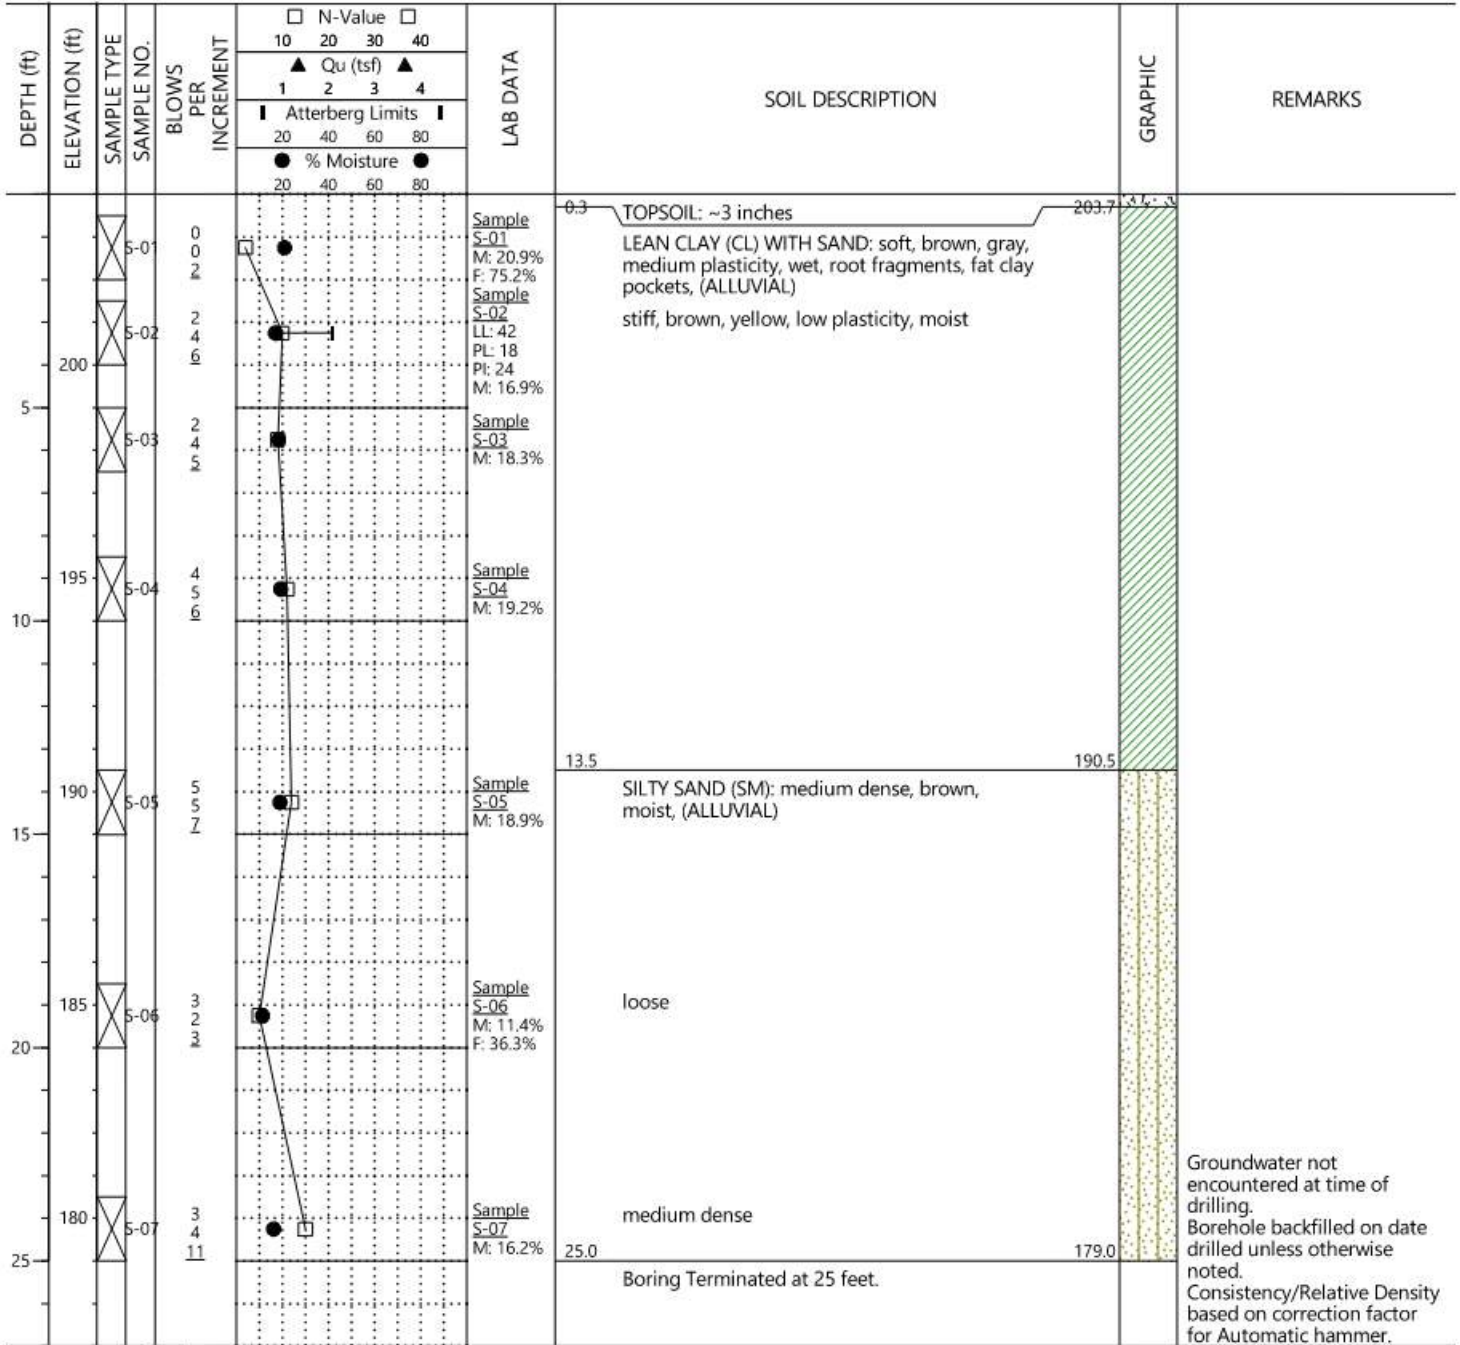 DEPTH (ft)
ELEVATION (ft)
SAMPLE TYPE
SAMPLE NO.
BLOWS
PER
INCREMENT
N-Value
10 20 30 40
Qu (tsf)
1 2 3 4
Atterberg Limits
20 40 60 80
% Moisture
20 40 60 80
LAB DATA
SOIL DESCRIPTION
GRAPHIC
REMARKS
0.3
TOPSOIL: ~3 inches
203.7
S-01
0
0
2
Sample
S-01
M: 20.9%
F: 75.2%
LEAN CLAY (CL) WITH SAND: soft, brown, gray,
medium plasticity, wet, root fragments, fat clay
pockets, (ALLUVIAL)
S-02
2
4
6
Sample
S-02
LL: 42
PL: 18
PI: 24
M: 16.9%
stiff, brown, yellow, low plasticity, moist
200
5
S-03
2
4
5
Sample
S-03
M: 18.3%
195
S-04
4
5
6
Sample
S-04
M: 19.2%
10
13.5
190.5
190
S-05
5
5
7
Sample
S-05
M: 18.9%
SILTY SAND (SM): medium dense, brown,
moist, (ALLUVIAL)
15
185
S-06
3
2
3
Sample
S-06
M: 11.4%
F: 36.3%
loose
20
180
S-07
3
4
11
Sample
S-07
M: 16.2%
medium dense
25.0
179.0
25
Boring Terminated at 25 feet.
Groundwater not
encountered at time of
drilling.
Borehole backfilled on date
drilled unless otherwise
noted.
Consistency/Relative Density
based on correction factor
for Automatic hammer.